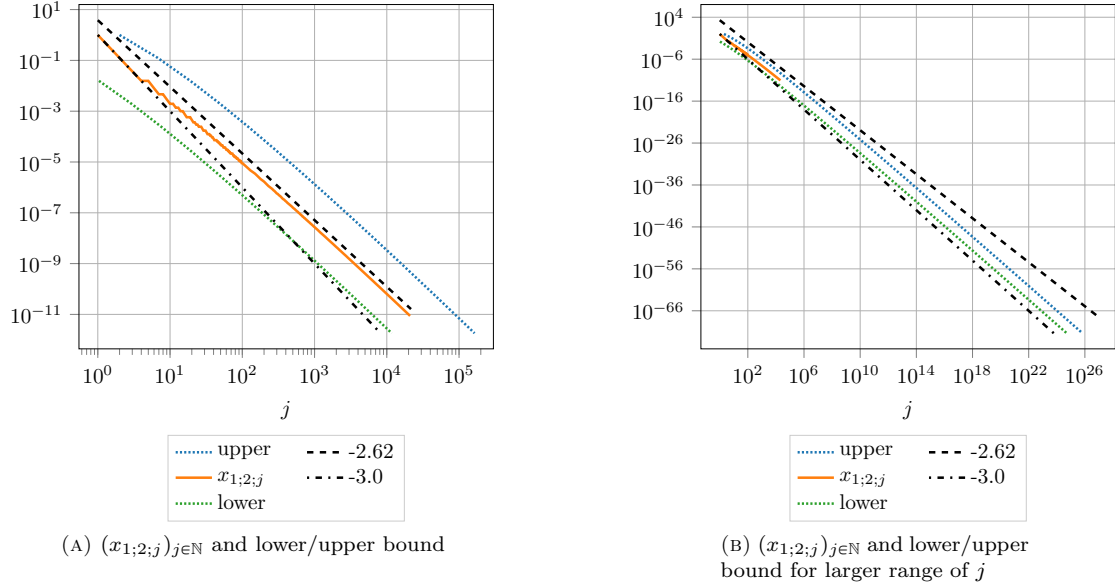 10^1
10^{-1}
10^{-3}
10^{-5}
10^{-7}
10^{-9}
10^{-11}
10^0 10^1 10^2 10^3 10^4 10^5
j
upper -2.62
x_{1;2;j} -3.0
lower
(A) (x_{1;2;j})_{j∈ℕ} and lower/upper bound
10^4
10^{-6}
10^{-16}
10^{-26}
10^{-36}
10^{-46}
10^{-56}
10^{-66}
10^2 10^6 10^{10} 10^{14} 10^{18} 10^{22} 10^{26}
j
upper -2.62
x_{1;2;j} -3.0
lower
(B) (x_{1;2;j})_{j∈ℕ} and lower/upper
bound for larger range of j